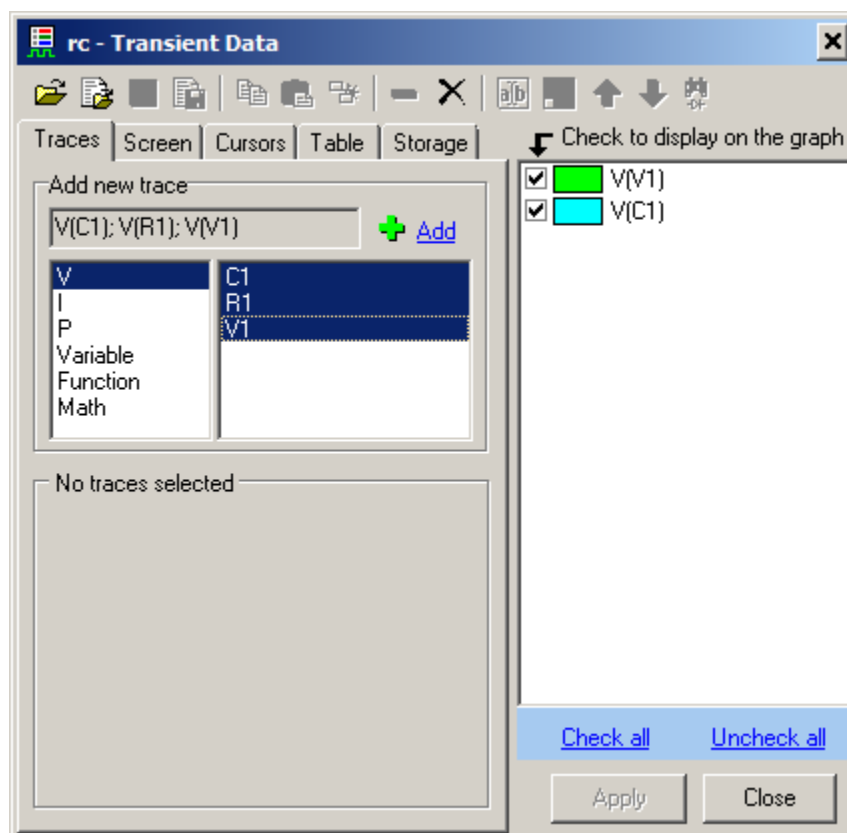 rc - Transient Data
Traces
Screen
Cursors
Table
Storage
Check to display on the graph
Add new trace
V(C1); V(R1); V(V1)
Add
V
I
P
Variable
Function
Math
C1
R1
V1
No traces selected
V(V1)
V(C1)
Check all
Uncheck all
Apply
Close